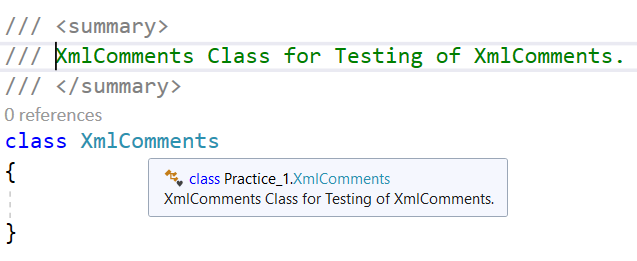 /// <summary>
/// XmlComments Class for Testing of XmlComments.
/// </summary>
0 references
class XmlComments
{
class Practice_1.XmlComments
XmlComments Class for Testing of XmlComments.
}